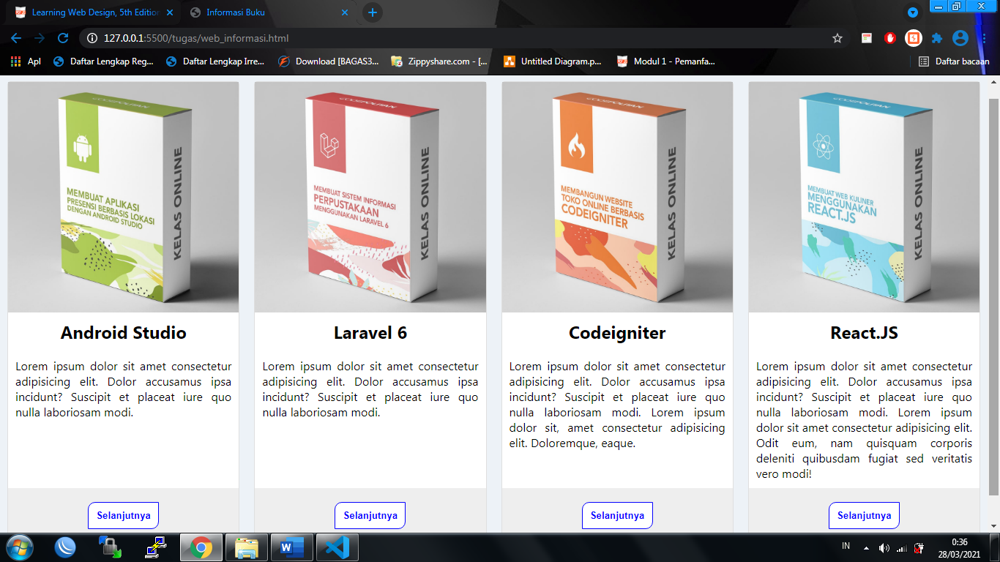 Learning Web Design, 5th Edition
Informasi Buku
127.0.0.1:5500/tugas/web_informasi.html
Apl
Daftar Lengkap Reg...
Daftar Lengkap Irre...
Download [BAGAS3...
Zippyshare.com - [...
Untitled Diagram.p...
Modul 1 - Pemanfa...
Daftar bacaan
CODEPOLITAN
MEMBUAT APLIKASI
PRESENSI BERBASIS LOKASI
DENGAN ANDROID STUDIO
KELAS ONLINE
CODEPOLITAN
MEMBUAT SISTEM INFORMASI
PERPUSTAKAAN
MENGGUNAKAN LARAVEL 6
KELAS ONLINE
CODEPOLITAN
MEMBANGUN WEBSITE
TOKO ONLINE BERBASIS
CODEIGNITER
KELAS ONLINE
CODEPOLITAN
MEMBUAT WEB KULINER
MENGGUNAKAN
REACT.JS
KELAS ONLINE
Android Studio
Lorem ipsum dolor sit amet consectetur
adipisicing elit. Dolor accusamus ipsa
incidunt? Suscipit et placeat iure quo
nulla laboriosam modi.
Selanjutnya
Laravel 6
Lorem ipsum dolor sit amet consectetur
adipisicing elit. Dolor accusamus ipsa
incidunt? Suscipit et placeat iure quo
nulla laboriosam modi.
Selanjutnya
Codeigniter
Lorem ipsum dolor sit amet consectetur
adipisicing elit. Dolor accusamus ipsa
incidunt? Suscipit et placeat iure quo
nulla laboriosam modi. Lorem ipsum
dolor sit, amet consectetur adipisicing
elit. Doloremque, eaque.
Selanjutnya
React.JS
Lorem ipsum dolor sit amet consectetur
adipisicing elit. Dolor accusamus ipsa
incidunt? Suscipit et placeat iure quo
nulla laboriosam modi. Lorem ipsum
dolor sit amet consectetur adipisicing elit.
Odit eum, nam quisquam corporis
deleniti quibusdam fugiat sed veritatis
vero modi!
Selanjutnya
IN
0:36
28/03/2021